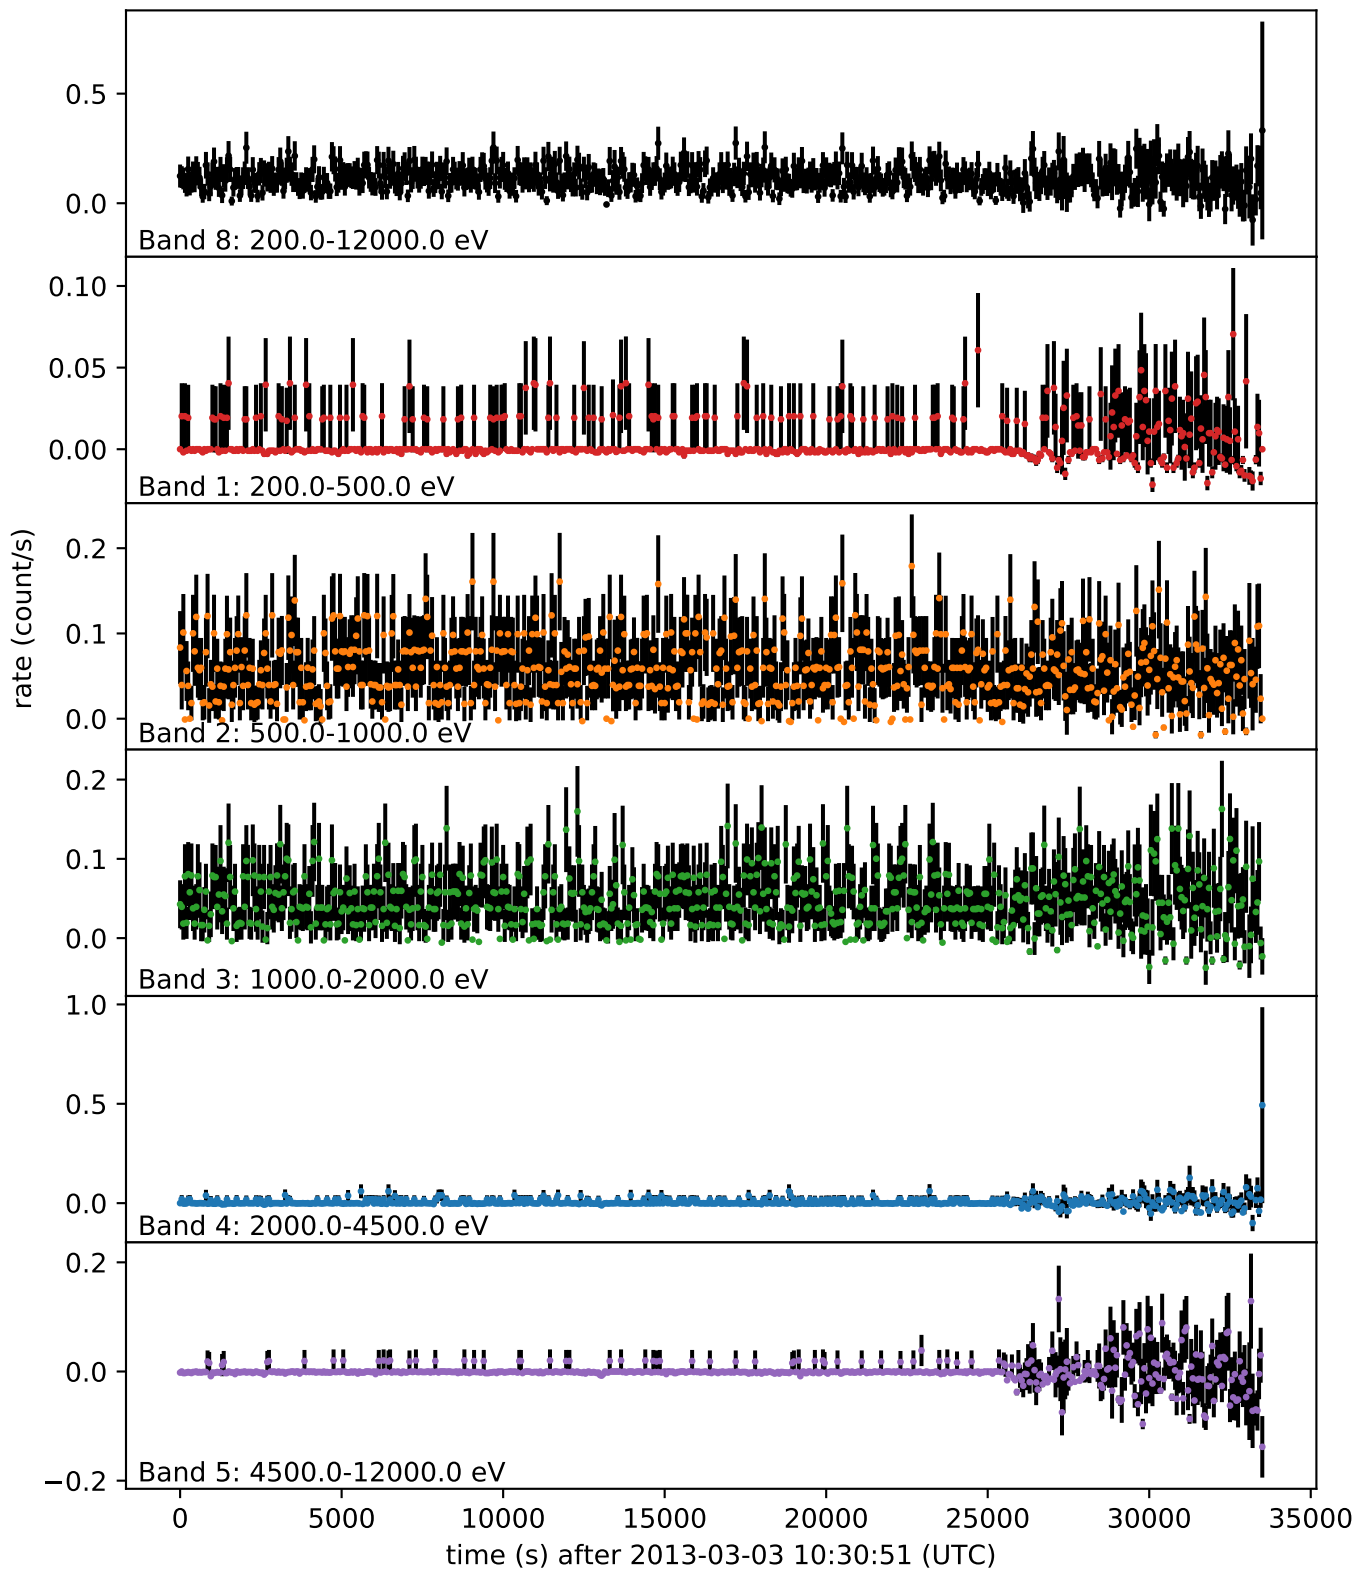 0.5
0.0
Band 8: 200.0-12000.0 eV
0.10
0.05
0.00
Band 1: 200.0-500.0 eV
rate (count/s)
0.2
0.1
0.0
Band 2: 500.0-1000.0 eV
0.2
0.1
0.0
Band 3: 1000.0-2000.0 eV
1.0
0.5
0.0
Band 4: 2000.0-4500.0 eV
0.2
0.0
−0.2
Band 5: 4500.0-12000.0 eV
0 5000 10000 15000 20000 25000 30000 35000
time (s) after 2013-03-03 10:30:51 (UTC)